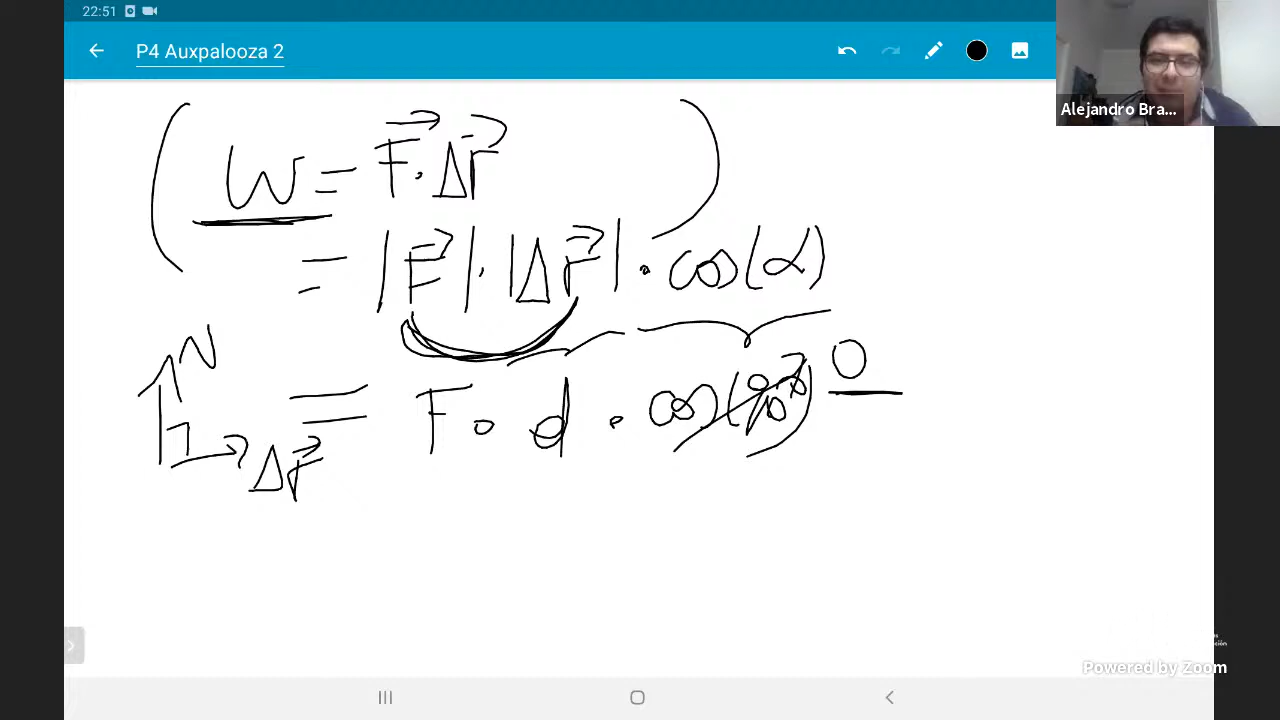 22:51
P4 Auxpalooza 2
Alejandro Bra...
W = F⃗ · Δr⃗
= |F⃗| · |Δr⃗| · cos(α)
N
= F · d · cos(90°) 0
Δr⃗
Powered by Zoom